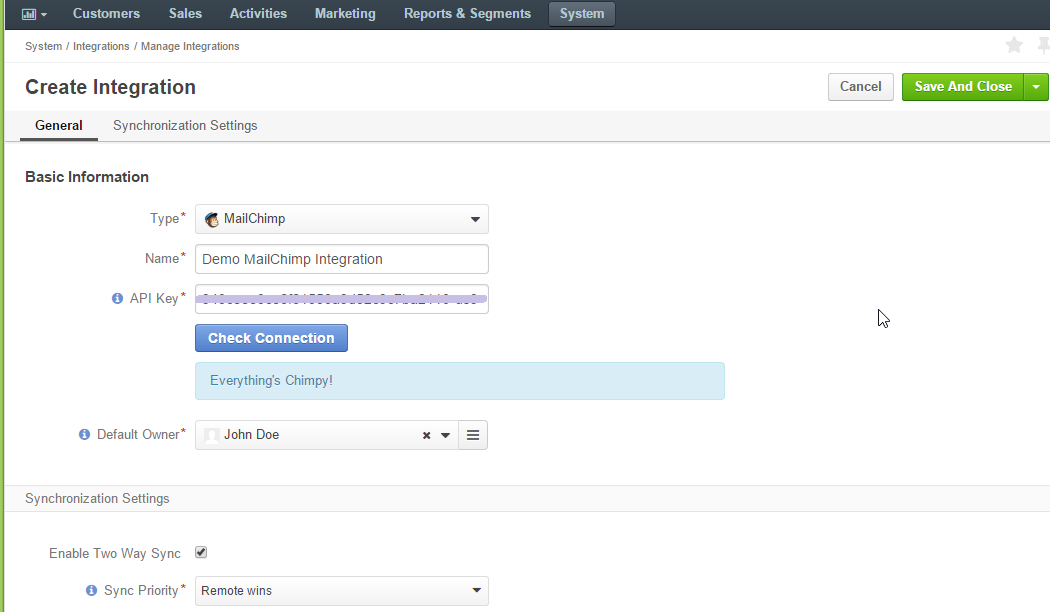 Customers Sales Activities Marketing Reports & Segments System
System / Integrations / Manage Integrations
Create Integration
Cancel
Save And Close
General Synchronization Settings
Basic Information
Type* MailChimp
Name* Demo MailChimp Integration
API Key*
Check Connection
Everything's Chimpy!
Default Owner* John Doe
Synchronization Settings
Enable Two Way Sync
Sync Priority* Remote wins